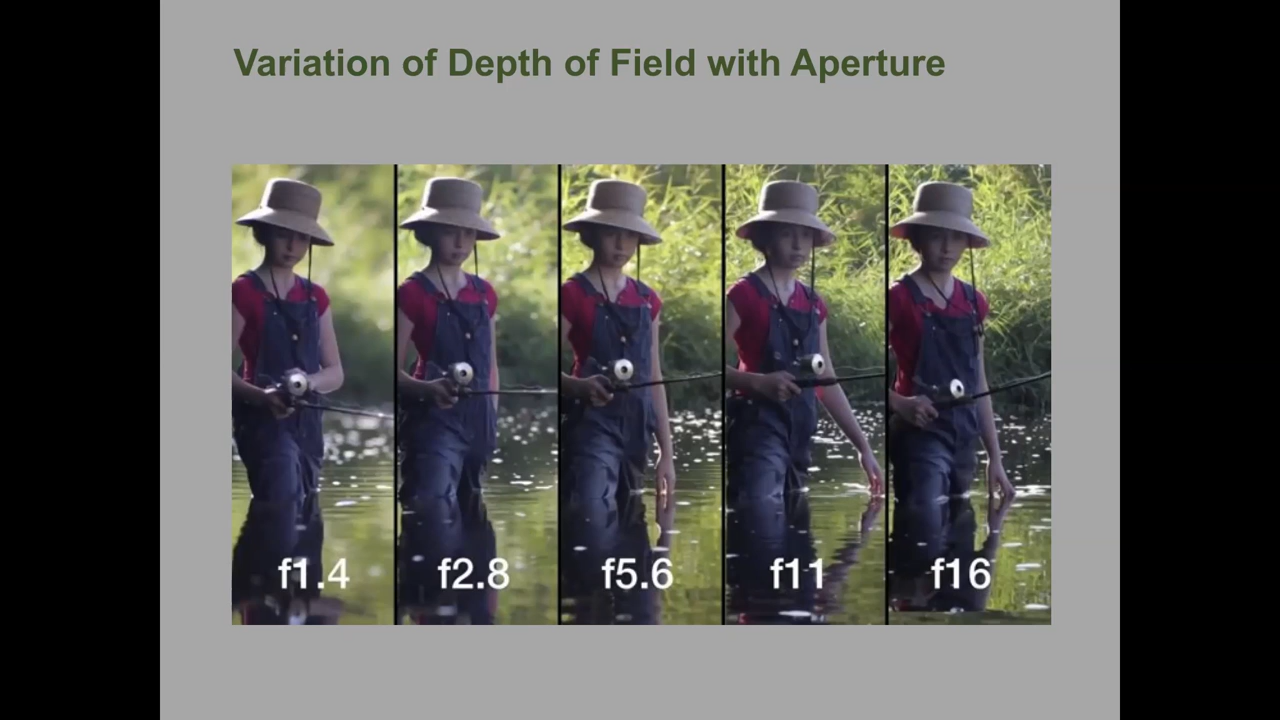 Variation of Depth of Field with Aperture
f1.4 f2.8 f5.6 f11 f16